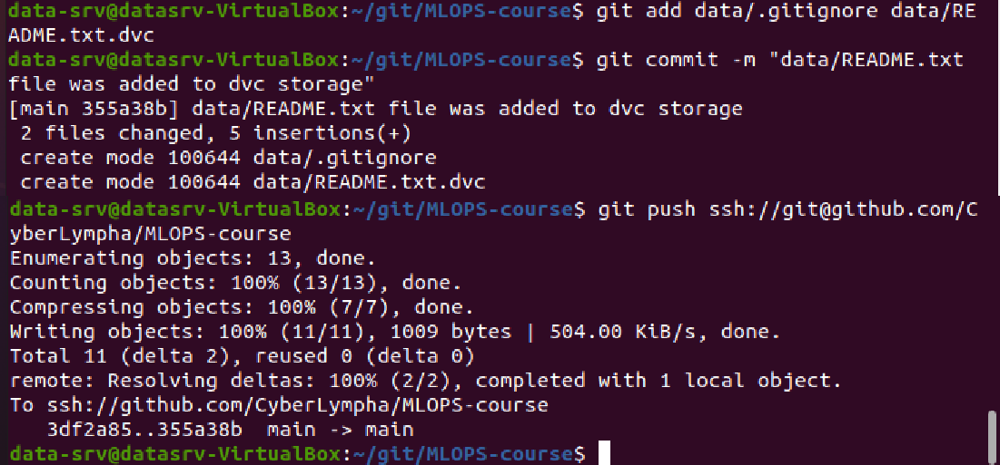 data-srv@datasrv-VirtualBox:~/git/MLOPS-course$ git add data/.gitignore data/RE
ADME.txt.dvc
data-srv@datasrv-VirtualBox:~/git/MLOPS-course$ git commit -m "data/README.txt
file was added to dvc storage"
[main 355a38b] data/README.txt file was added to dvc storage
 2 files changed, 5 insertions(+)
 create mode 100644 data/.gitignore
 create mode 100644 data/README.txt.dvc
data-srv@datasrv-VirtualBox:~/git/MLOPS-course$ git push ssh://git@github.com/C
yberLympha/MLOPS-course
Enumerating objects: 13, done.
Counting objects: 100% (13/13), done.
Compressing objects: 100% (7/7), done.
Writing objects: 100% (11/11), 1009 bytes | 504.00 KiB/s, done.
Total 11 (delta 2), reused 0 (delta 0)
remote: Resolving deltas: 100% (2/2), completed with 1 local object.
To ssh://github.com/CyberLympha/MLOPS-course
   3df2a85..355a38b  main -> main
data-srv@datasrv-VirtualBox:~/git/MLOPS-course$